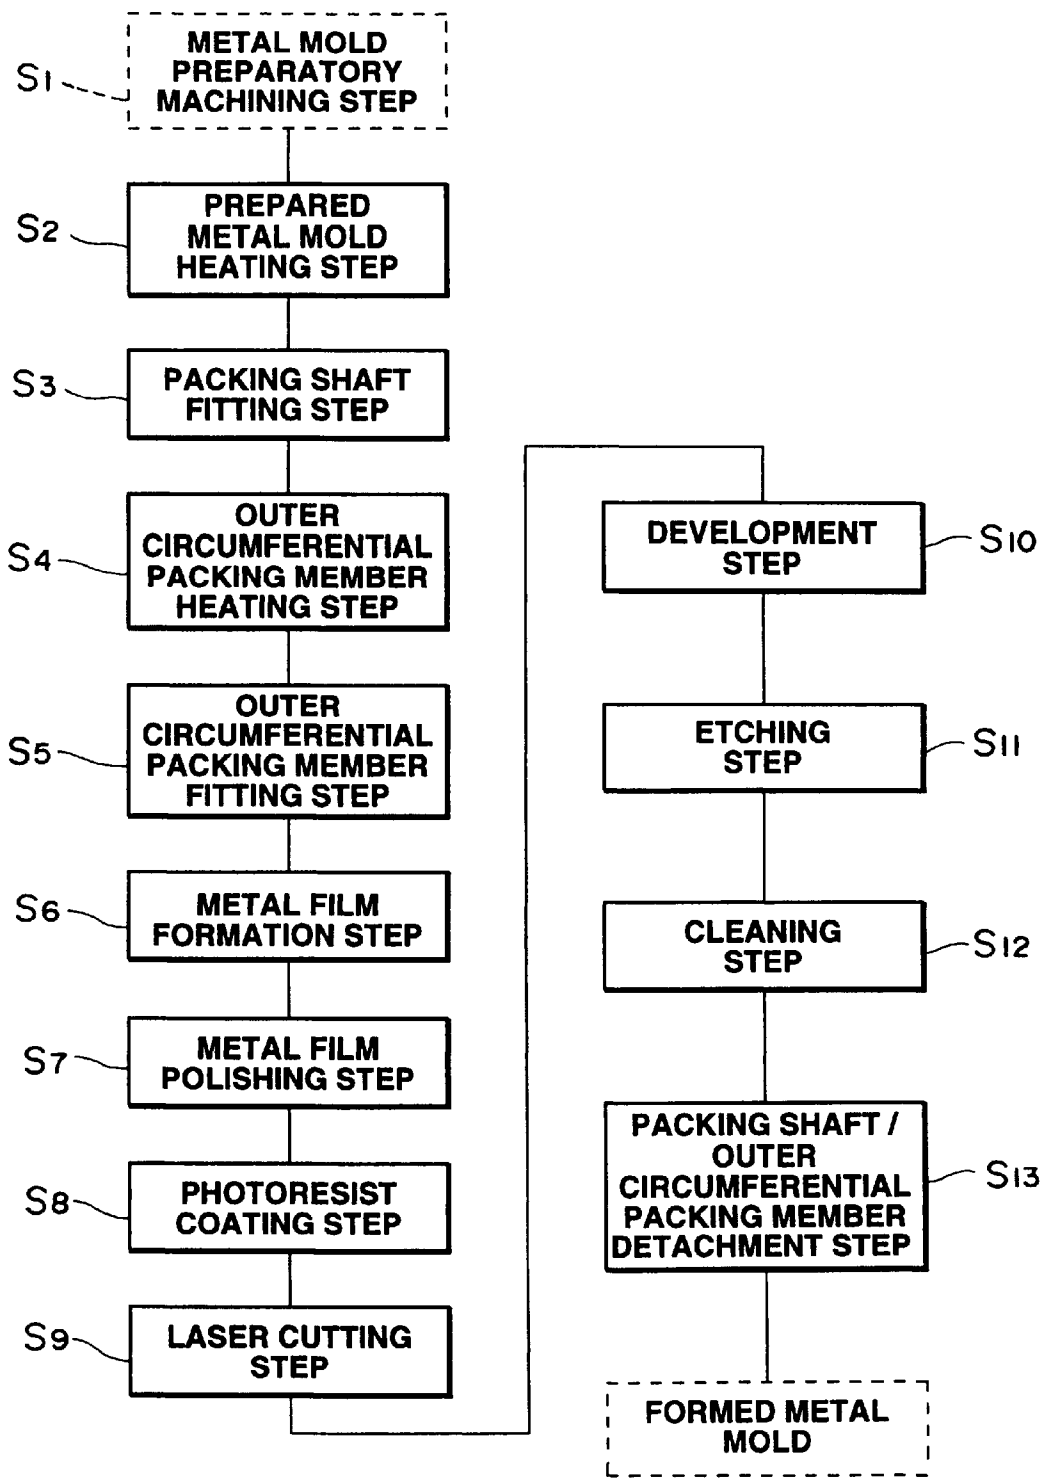 S1
METAL MOLD
PREPARATORY
MACHINING STEP
S2
PREPARED
METAL MOLD
HEATING STEP
S3
PACKING SHAFT
FITTING STEP
S4
OUTER
CIRCUMFERENTIAL
PACKING MEMBER
HEATING STEP
S5
OUTER
CIRCUMFERENTIAL
PACKING MEMBER
FITTING STEP
S6
METAL FILM
FORMATION STEP
S7
METAL FILM
POLISHING STEP
S8
PHOTORESIST
COATING STEP
S9
LASER CUTTING
STEP
DEVELOPMENT
STEP
S10
ETCHING
STEP
S11
CLEANING
STEP
S12
PACKING SHAFT /
OUTER
CIRCUMFERENTIAL
PACKING MEMBER
DETACHMENT STEP
S13
FORMED METAL
MOLD